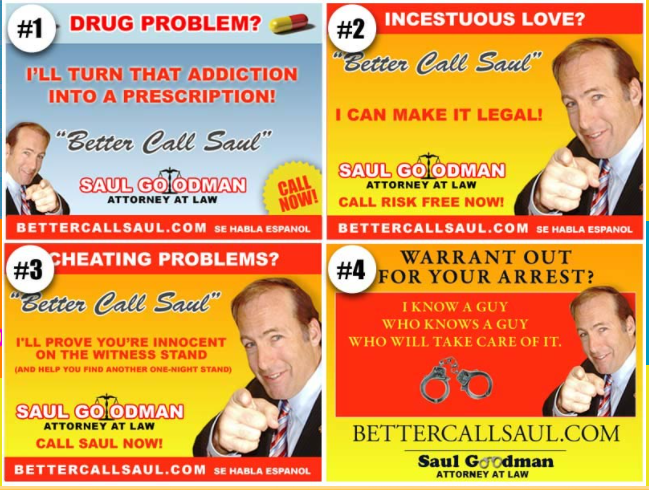 #1
DRUG PROBLEM?
I'LL TURN THAT ADDICTION
INTO A PRESCRIPTION!
"Better Call Saul"
SAUL GOODMAN
ATTORNEY AT LAW
CALL
NOW!
BETTERCALLSAUL.COM SE HABLA ESPANOL
#2
INCESTUOUS LOVE?
"Better Call Saul"
I CAN MAKE IT LEGAL!
SAUL GOODMAN
ATTORNEY AT LAW
CALL RISK FREE NOW!
BETTERCALLSAUL.COM SE HABLA ESPANOL
#3
CHEATING PROBLEMS?
"Better Call Saul"
I'LL PROVE YOU'RE INNOCENT
ON THE WITNESS STAND
(AND HELP YOU FIND ANOTHER ONE-NIGHT STAND)
SAUL GOODMAN
ATTORNEY AT LAW
CALL SAUL NOW!
BETTERCALLSAUL.COM SE HABLA ESPANOL
#4
WARRANT OUT
FOR YOUR ARREST?
I KNOW A GUY
WHO KNOWS A GUY
WHO WILL TAKE CARE OF IT.
BETTERCALLSAUL.COM
Saul Goodman
ATTORNEY AT LAW